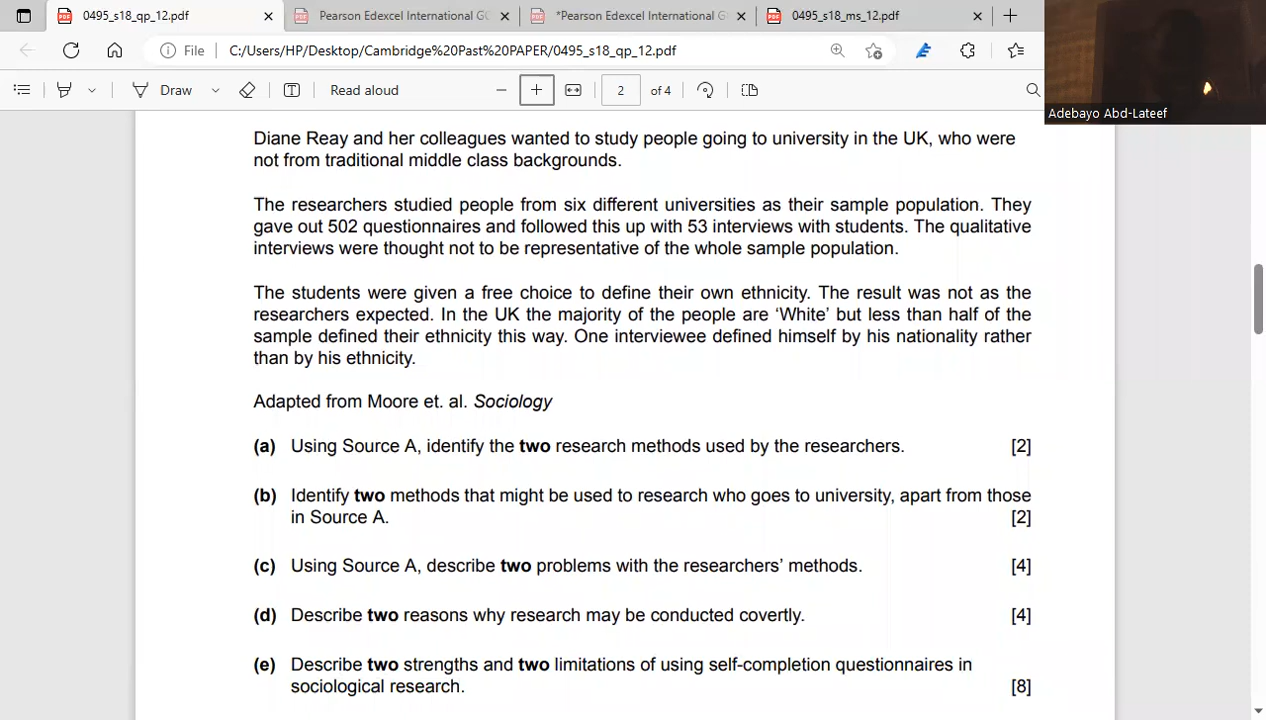 0495_s18_qp_12.pdf
Pearson Edexcel International GC
*Pearson Edexcel International G
0495_s18_ms_12.pdf
File
C:/Users/HP/Desktop/Cambridge%20Past%20PAPER/0495_s18_qp_12.pdf
Draw
Read aloud
2
of 4
Adebayo Abd-Lateef
Diane Reay and her colleagues wanted to study people going to university in the UK, who were
not from traditional middle class backgrounds.
The researchers studied people from six different universities as their sample population. They
gave out 502 questionnaires and followed this up with 53 interviews with students. The qualitative
interviews were thought not to be representative of the whole sample population.
The students were given a free choice to define their own ethnicity. The result was not as the
researchers expected. In the UK the majority of the people are ‘White’ but less than half of the
sample defined their ethnicity this way. One interviewee defined himself by his nationality rather
than by his ethnicity.
Adapted from Moore et. al. Sociology
(a) Using Source A, identify the two research methods used by the researchers. [2]
(b) Identify two methods that might be used to research who goes to university, apart from those
in Source A. [2]
(c) Using Source A, describe two problems with the researchers’ methods. [4]
(d) Describe two reasons why research may be conducted covertly. [4]
(e) Describe two strengths and two limitations of using self-completion questionnaires in
sociological research. [8]